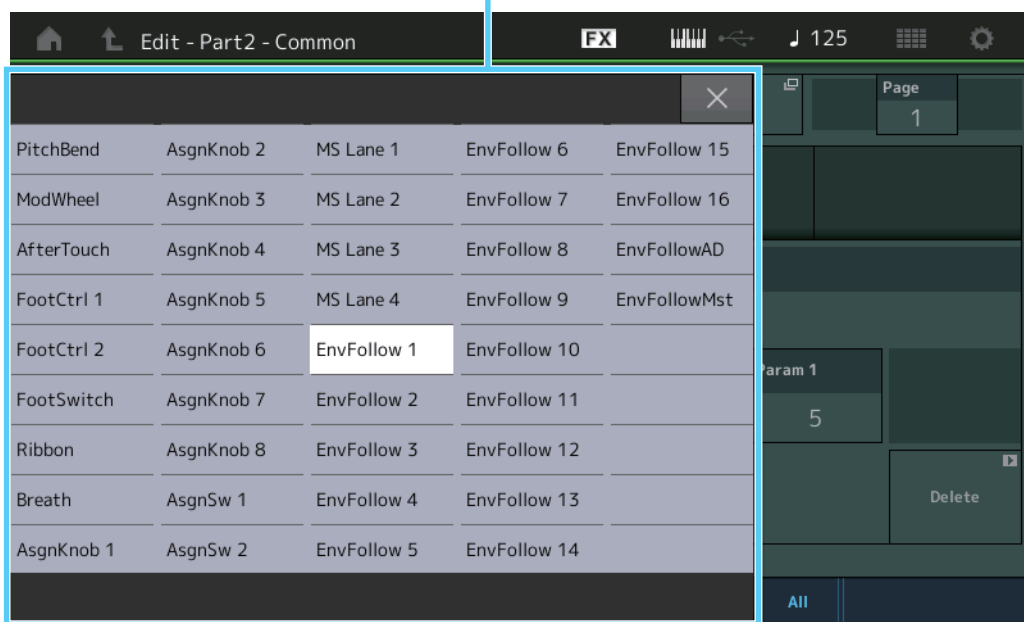 Edit - Part2 - Common FX ♩ 125
Page
1
PitchBend AsgnKnob 2 MS Lane 1 EnvFollow 6 EnvFollow 15
ModWheel AsgnKnob 3 MS Lane 2 EnvFollow 7 EnvFollow 16
AfterTouch AsgnKnob 4 MS Lane 3 EnvFollow 8 EnvFollowAD
FootCtrl 1 AsgnKnob 5 MS Lane 4 EnvFollow 9 EnvFollowMst
FootCtrl 2 AsgnKnob 6 EnvFollow 1 EnvFollow 10
Param 1
FootSwitch AsgnKnob 7 EnvFollow 2 EnvFollow 11
5
Ribbon AsgnKnob 8 EnvFollow 3 EnvFollow 12
Breath AsgnSw 1 EnvFollow 4 EnvFollow 13
Delete
AsgnKnob 1 AsgnSw 2 EnvFollow 5 EnvFollow 14
All